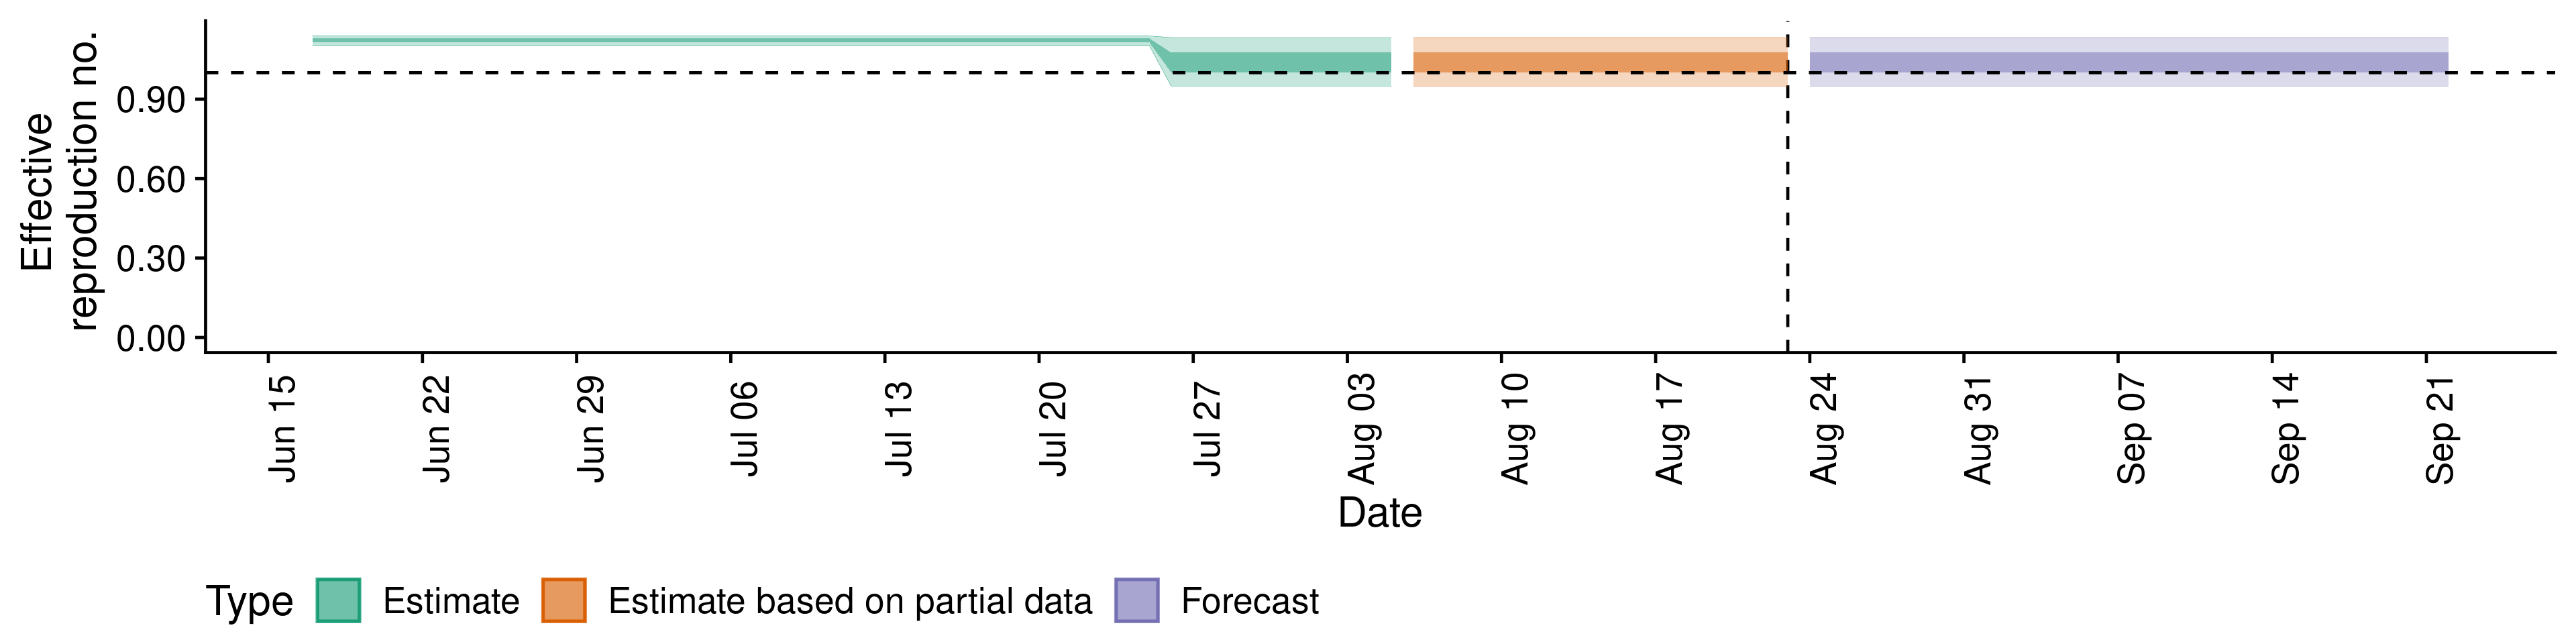 Effective
reproduction no.
0.90
0.60
0.30
0.00
Jun 15
Jun 22
Jun 29
Jul 06
Jul 13
Jul 20
Jul 27
Aug 03
Aug 10
Aug 17
Aug 24
Aug 31
Sep 07
Sep 14
Sep 21
Date
Type Estimate Estimate based on partial data Forecast